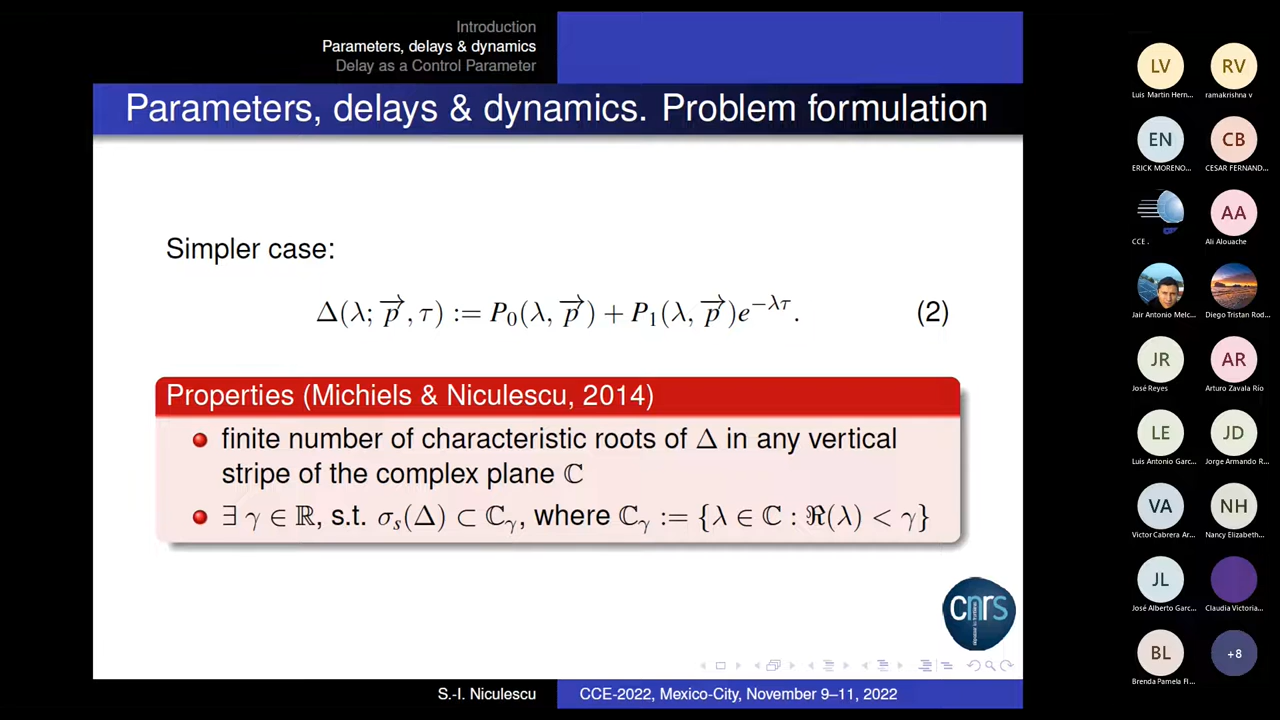 Introduction
Parameters, delays & dynamics
Delay as a Control Parameter
Parameters, delays & dynamics. Problem formulation
Simpler case:
Δ(λ; p⃗, τ) := P₀(λ, p⃗) + P₁(λ, p⃗)e^{−λτ}. (2)
Properties (Michiels & Niculescu, 2014)
finite number of characteristic roots of Δ in any vertical
stripe of the complex plane ℂ
∃ γ ∈ ℝ, s.t. σₛ(Δ) ⊂ ℂ_γ, where ℂ_γ := {λ ∈ ℂ : ℜ(λ) < γ}
cnrs
S.-I. Niculescu
CCE-2022, Mexico-City, November 9–11, 2022
LV
RV
Luis Martin Hern...
ramakrishna v
EN
CB
ERICK MORENO...
CESAR FERNAND...
AA
CCE .
Ali Alouache
Jair Antonio Melc...
Diego Tristan Rod...
JR
AR
José Reyes
Arturo Zavala Río
LE
JD
Luis Antonio Garc...
Jorge Armando R...
VA
NH
Victor Cabrera Ar...
Nancy Elizabeth...
JL
José Alberto Garc...
Claudia Victoria...
BL
+8
Brenda Pamela Fl...